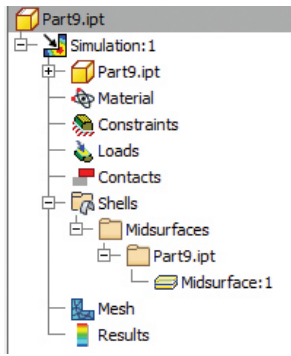 Part9.ipt
Simulation:1
Part9.ipt
Material
Constraints
Loads
Contacts
Shells
Midsurfaces
Part9.ipt
Midsurface:1
Mesh
Results